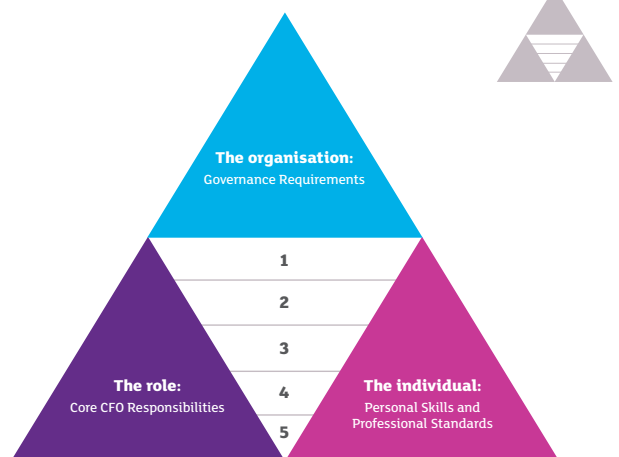 The organisation:
Governance Requirements
1
2
3
4
5
The role:
Core CFO Responsibilities
The individual:
Personal Skills and
Professional Standards